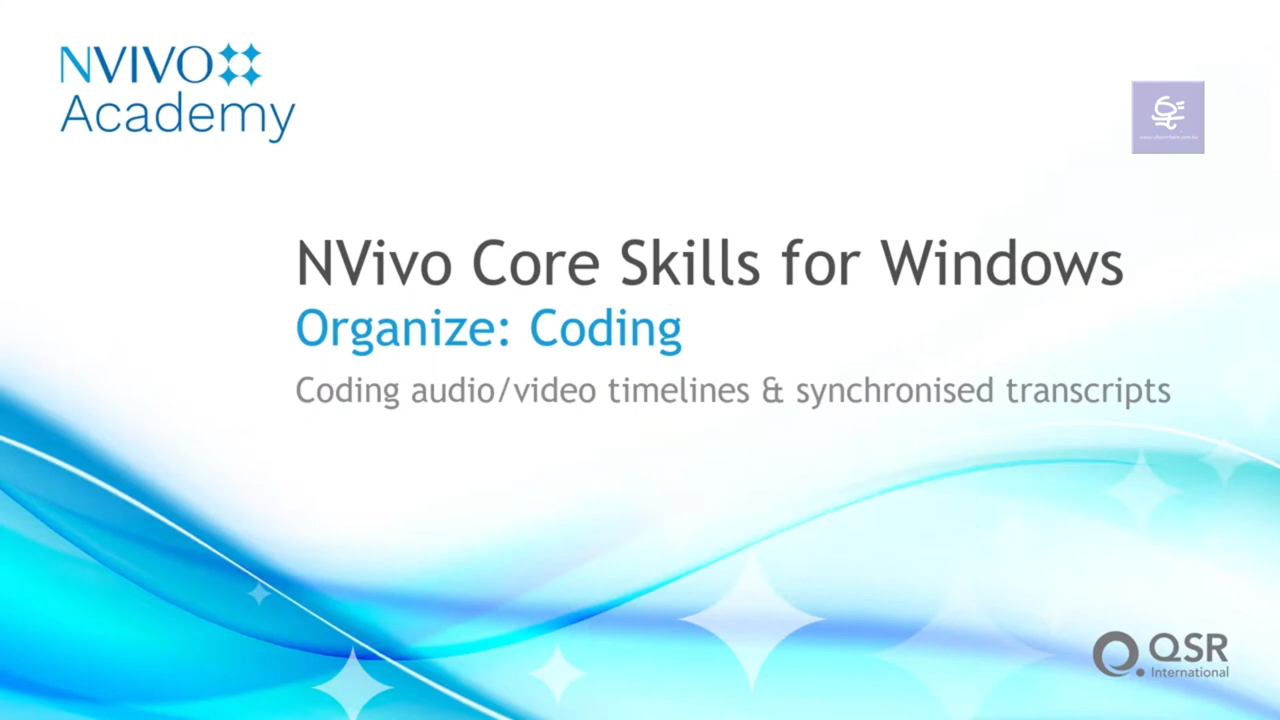 NVIVO
Academy
NVivo Core Skills for Windows
Organize: Coding
Coding audio/video timelines & synchronised transcripts
QSR
International